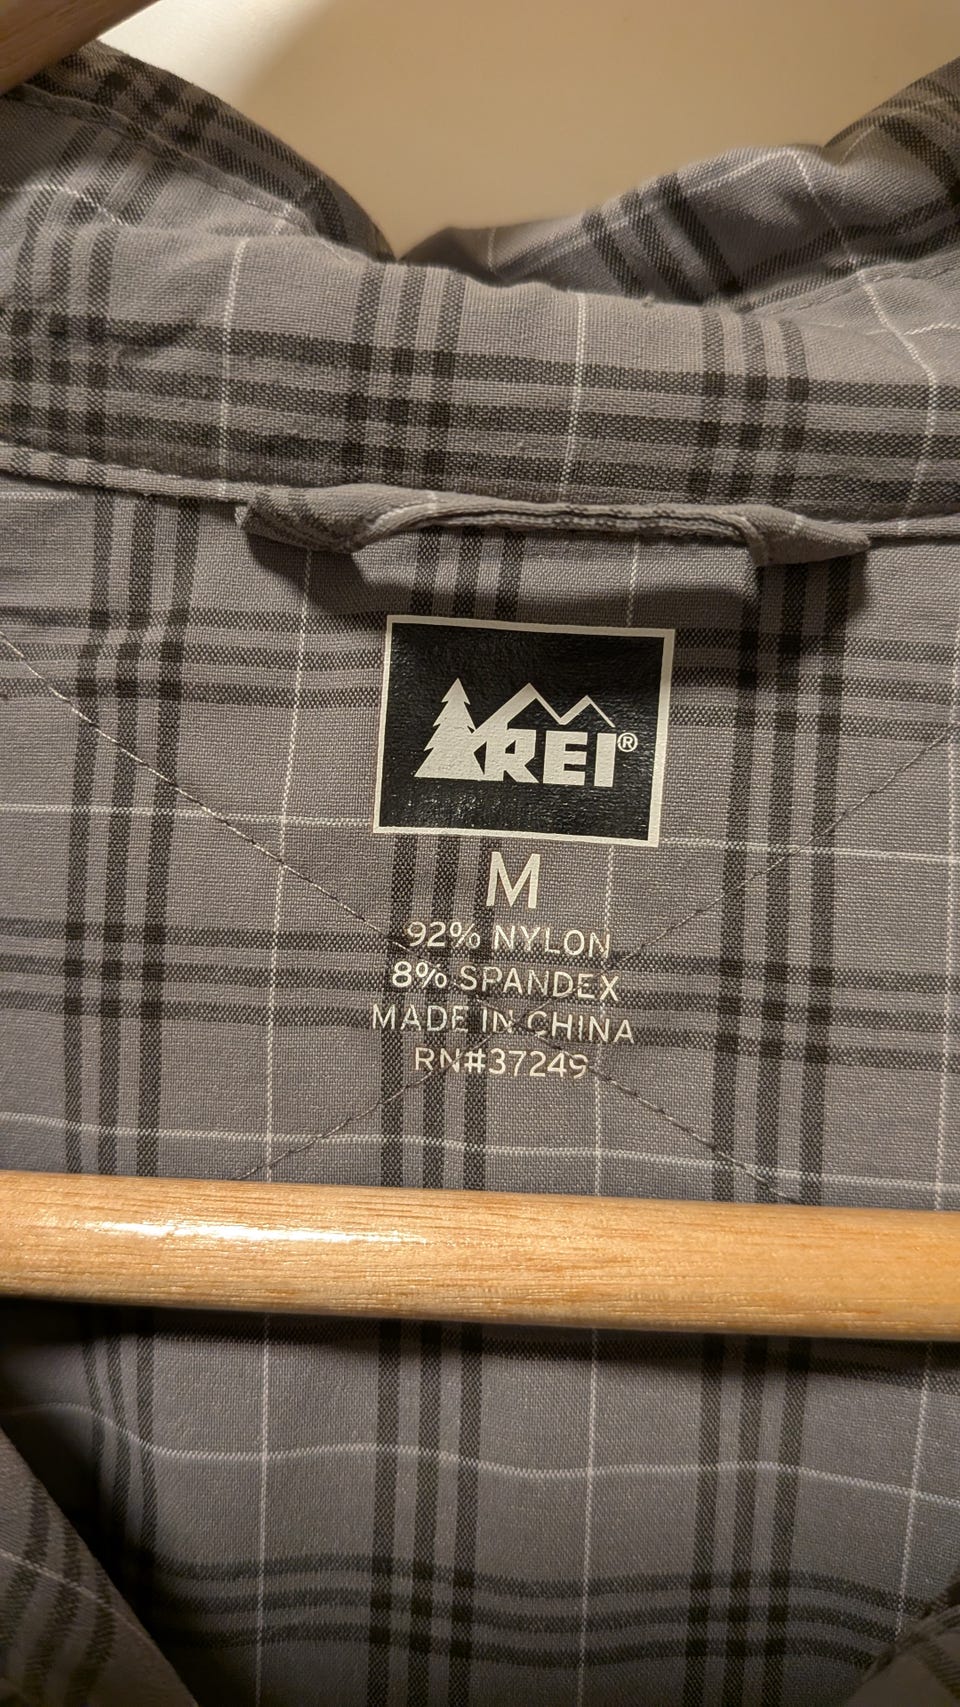 REI®
M
92% NYLON
8% SPANDEX
MADE IN CHINA
RN#37249